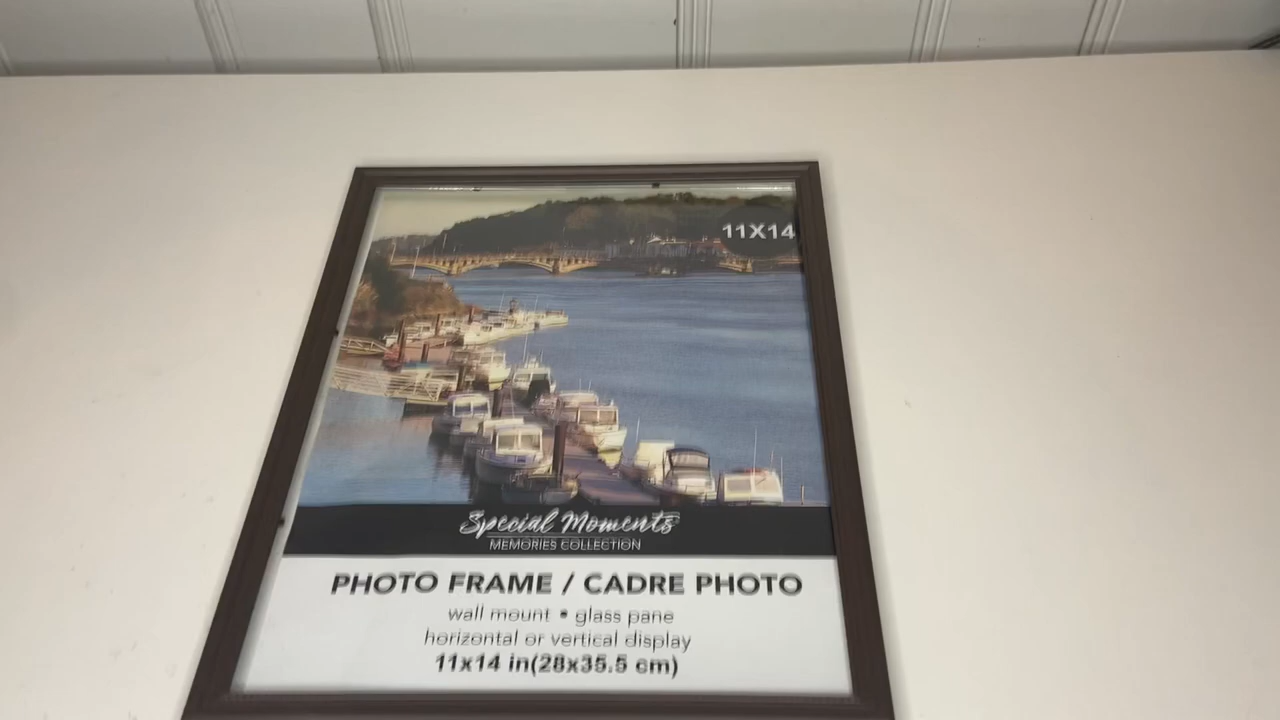 11X14
Special Moments
MEMORIES COLLECTION
PHOTO FRAME / CADRE PHOTO
wall mount • glass pane
horizontal or vertical display
11x14 in(28x35.5 cm)